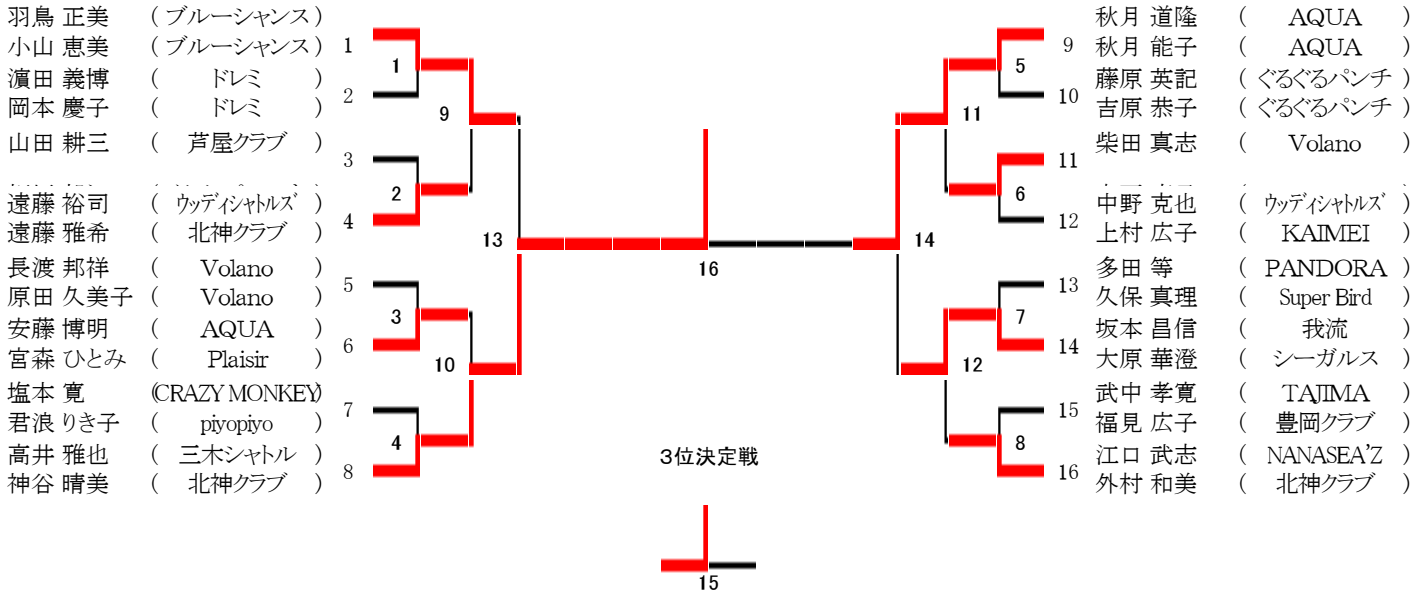 羽鳥 正美 (ブルーシャンス)
小山 恵美 (ブルーシャンス)
1
濵田 義博 ( ドレミ )
岡本 慶子 ( ドレミ )
2
山田 耕三 ( 芦屋クラブ )
3
遠藤 裕司 ( ウッディシャトルズ )
遠藤 雅希 ( 北神クラブ )
4
長渡 邦祥 ( Volano )
原田 久美子 ( Volano )
5
安藤 博明 ( AQUA )
宮森 ひとみ ( Plaisir )
6
塩本 寛 (CRAZY MONKEY)
君浪 りき子 ( piyopiyo )
7
高井 雅也 ( 三木シャトル )
神谷 晴美 ( 北神クラブ )
8
1
2
3
4
9
10
13
16
3位決定戦
15
14
11
12
5
6
7
8
秋月 道隆 ( AQUA )
9 秋月 能子 ( AQUA )
藤原 英記 ( ぐるぐるパンチ )
10 吉原 恭子 ( ぐるぐるパンチ )
柴田 真志 ( Volano )
11
中野 克也 ( ウッディシャトルズ )
12 上村 広子 ( KAIMEI )
多田 等 ( PANDORA )
13 久保 真理 ( Super Bird )
坂本 昌信 ( 我流 )
14 大原 華澄 ( シーガルス )
武中 孝寛 ( TAJIMA )
15 福見 広子 ( 豊岡クラブ )
江口 武志 ( NANASEA'Z )
16 外村 和美 ( 北神クラブ )